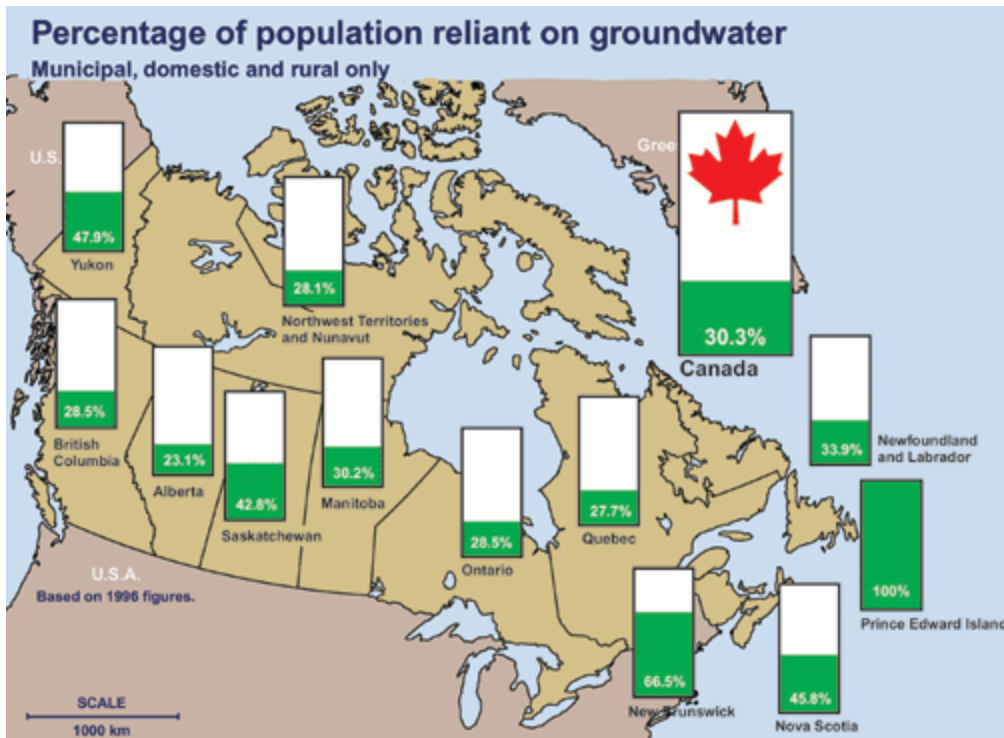 Percentage of population reliant on groundwater
Municipal, domestic and rural only
U.S.
Gree
47.9%
Yukon
28.1%
Northwest Territories
and Nunavut
30.3%
Canada
28.5%
British
Columbia
23.1%
Alberta
42.8%
Saskatchewan
30.2%
Manitoba
28.5%
Ontario
27.7%
Quebec
33.9%
Newfoundland
and Labrador
100%
Prince Edward Island
66.5%
New Brunswick
45.8%
Nova Scotia
U.S.A.
Based on 1996 figures.
SCALE
1000 km